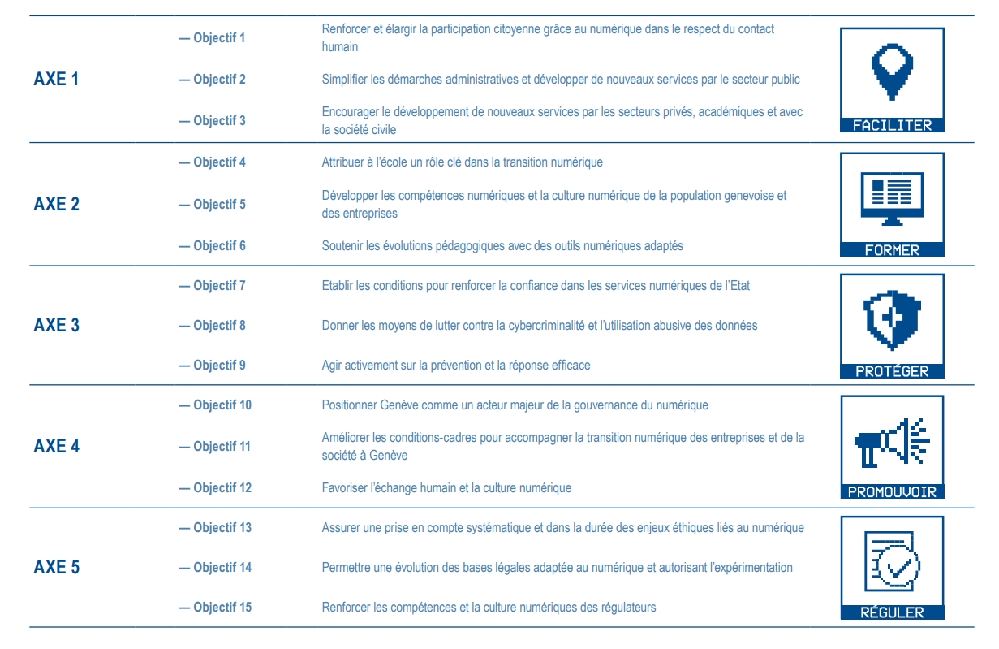 AXE 1
— Objectif 1
Renforcer et élargir la participation citoyenne grâce au numérique dans le respect du contact
humain
— Objectif 2
Simplifier les démarches administratives et développer de nouveaux services par le secteur public
— Objectif 3
Encourager le développement de nouveaux services par les secteurs privés, académiques et avec
la société civile
FACILITER
AXE 2
— Objectif 4
Attribuer à l’école un rôle clé dans la transition numérique
— Objectif 5
Développer les compétences numériques et la culture numérique de la population genevoise et
des entreprises
— Objectif 6
Soutenir les évolutions pédagogiques avec des outils numériques adaptés
FORMER
AXE 3
— Objectif 7
Etablir les conditions pour renforcer la confiance dans les services numériques de l’Etat
— Objectif 8
Donner les moyens de lutter contre la cybercriminalité et l’utilisation abusive des données
— Objectif 9
Agir activement sur la prévention et la réponse efficace
PROTÉGER
AXE 4
— Objectif 10
Positionner Genève comme un acteur majeur de la gouvernance du numérique
— Objectif 11
Améliorer les conditions-cadres pour accompagner la transition numérique des entreprises et de la
société à Genève
— Objectif 12
Favoriser l’échange humain et la culture numérique
PROMOUVOIR
AXE 5
— Objectif 13
Assurer une prise en compte systématique et dans la durée des enjeux éthiques liés au numérique
— Objectif 14
Permettre une évolution des bases légales adaptée au numérique et autorisant l’expérimentation
— Objectif 15
Renforcer les compétences et la culture numériques des régulateurs
RÉGULER